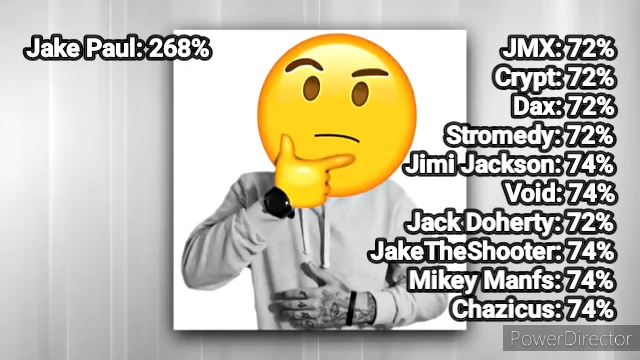 Jake Paul: 268%
JMX: 72%
Crypt: 72%
Dax: 72%
Stromedy: 72%
Jimi Jackson: 74%
Void: 74%
Jack Doherty: 72%
JakeTheShooter: 74%
Mikey Manfs: 74%
Chazicus: 74%
PowerDirector